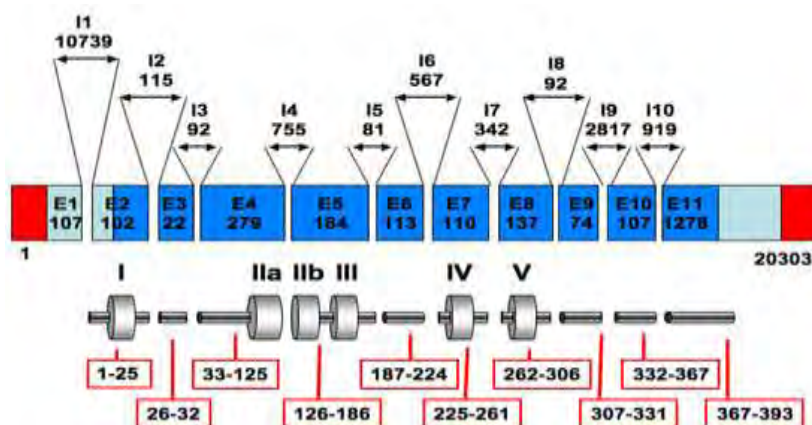 I1
10739
I2
115
I3
92
I4
755
I5
81
I6
567
I7
342
I8
92
I9
2817
I10
919
E1
107
E2
102
E3
22
E4
279
E5
184
E6
113
E7
110
E8
137
E9
74
E10
107
E11
1278
1
20303
I IIa IIb III IV V
1-25
33-125
187-224
262-306
332-367
26-32
126-186
225-261
307-331
367-393